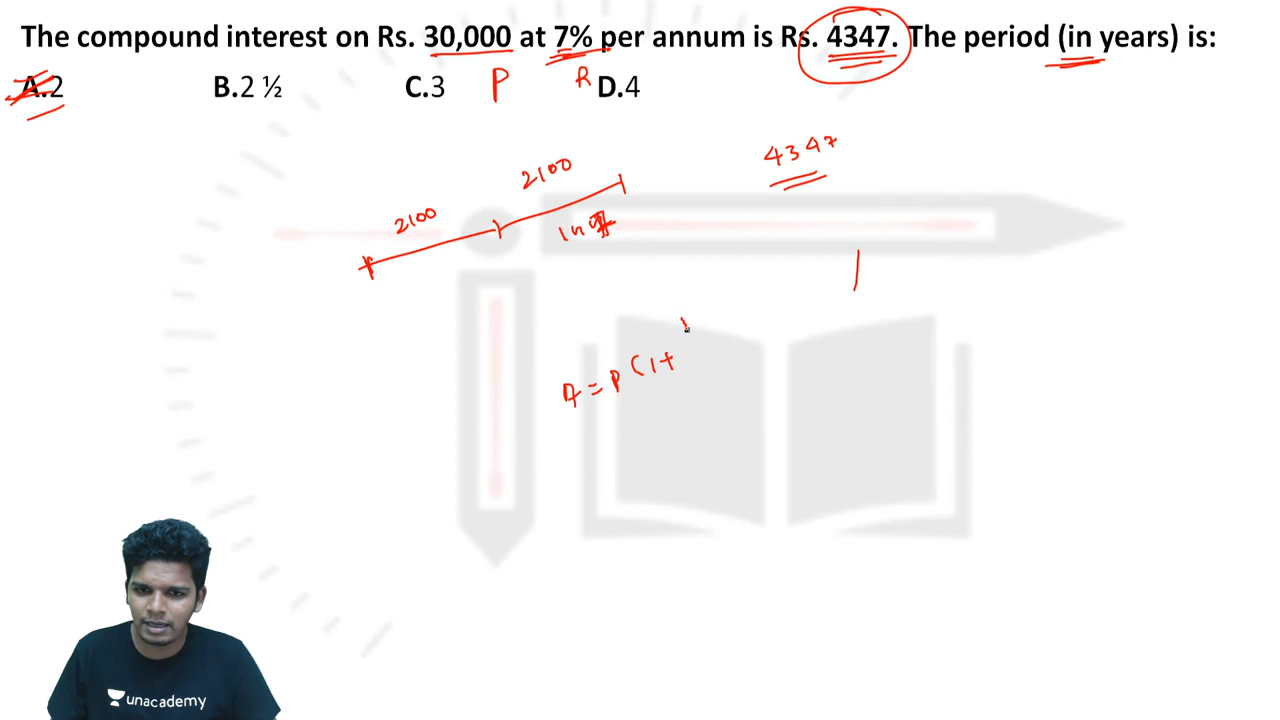 The compound interest on Rs. 30,000 at 7% per annum is Rs. 4347. The period (in years) is:
A.2 B.2 ½ C.3 D.4
P R
4347
2100
2100
A = P (1+
unacademy